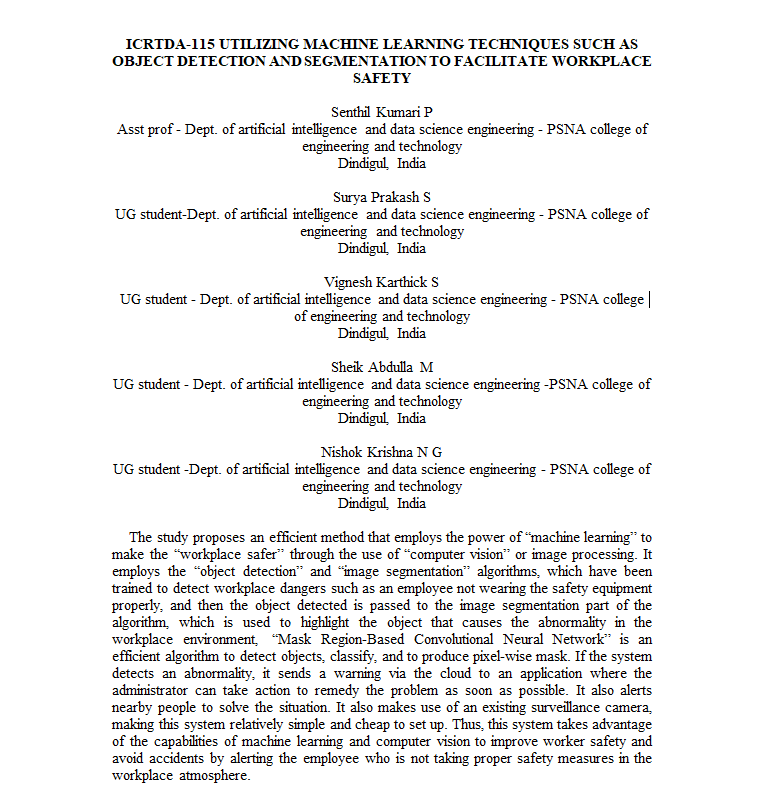 ICRTDA-115 UTILIZING MACHINE LEARNING TECHNIQUES SUCH AS
OBJECT DETECTION AND SEGMENTATION TO FACILITATE WORKPLACE
SAFETY
Senthil Kumari P
Asst prof - Dept. of artificial intelligence and data science engineering - PSNA college of
engineering and technology
Dindigul, India
Surya Prakash S
UG student-Dept. of artificial intelligence and data science engineering - PSNA college of
engineering and technology
Dindigul, India
Vignesh Karthick S
UG student - Dept. of artificial intelligence and data science engineering - PSNA college
of engineering and technology
Dindigul, India
Sheik Abdulla M
UG student - Dept. of artificial intelligence and data science engineering -PSNA college of
engineering and technology
Dindigul, India
Nishok Krishna N G
UG student -Dept. of artificial intelligence and data science engineering - PSNA college of
engineering and technology
Dindigul, India
The study proposes an efficient method that employs the power of “machine learning” to
make the “workplace safer” through the use of “computer vision” or image processing. It
employs the “object detection” and “image segmentation” algorithms, which have been
trained to detect workplace dangers such as an employee not wearing the safety equipment
properly, and then the object detected is passed to the image segmentation part of the
algorithm, which is used to highlight the object that causes the abnormality in the
workplace environment, “Mask Region-Based Convolutional Neural Network” is an
efficient algorithm to detect objects, classify, and to produce pixel-wise mask. If the system
detects an abnormality, it sends a warning via the cloud to an application where the
administrator can take action to remedy the problem as soon as possible. It also alerts
nearby people to solve the situation. It also makes use of an existing surveillance camera,
making this system relatively simple and cheap to set up. Thus, this system takes advantage
of the capabilities of machine learning and computer vision to improve worker safety and
avoid accidents by alerting the employee who is not taking proper safety measures in the
workplace atmosphere.